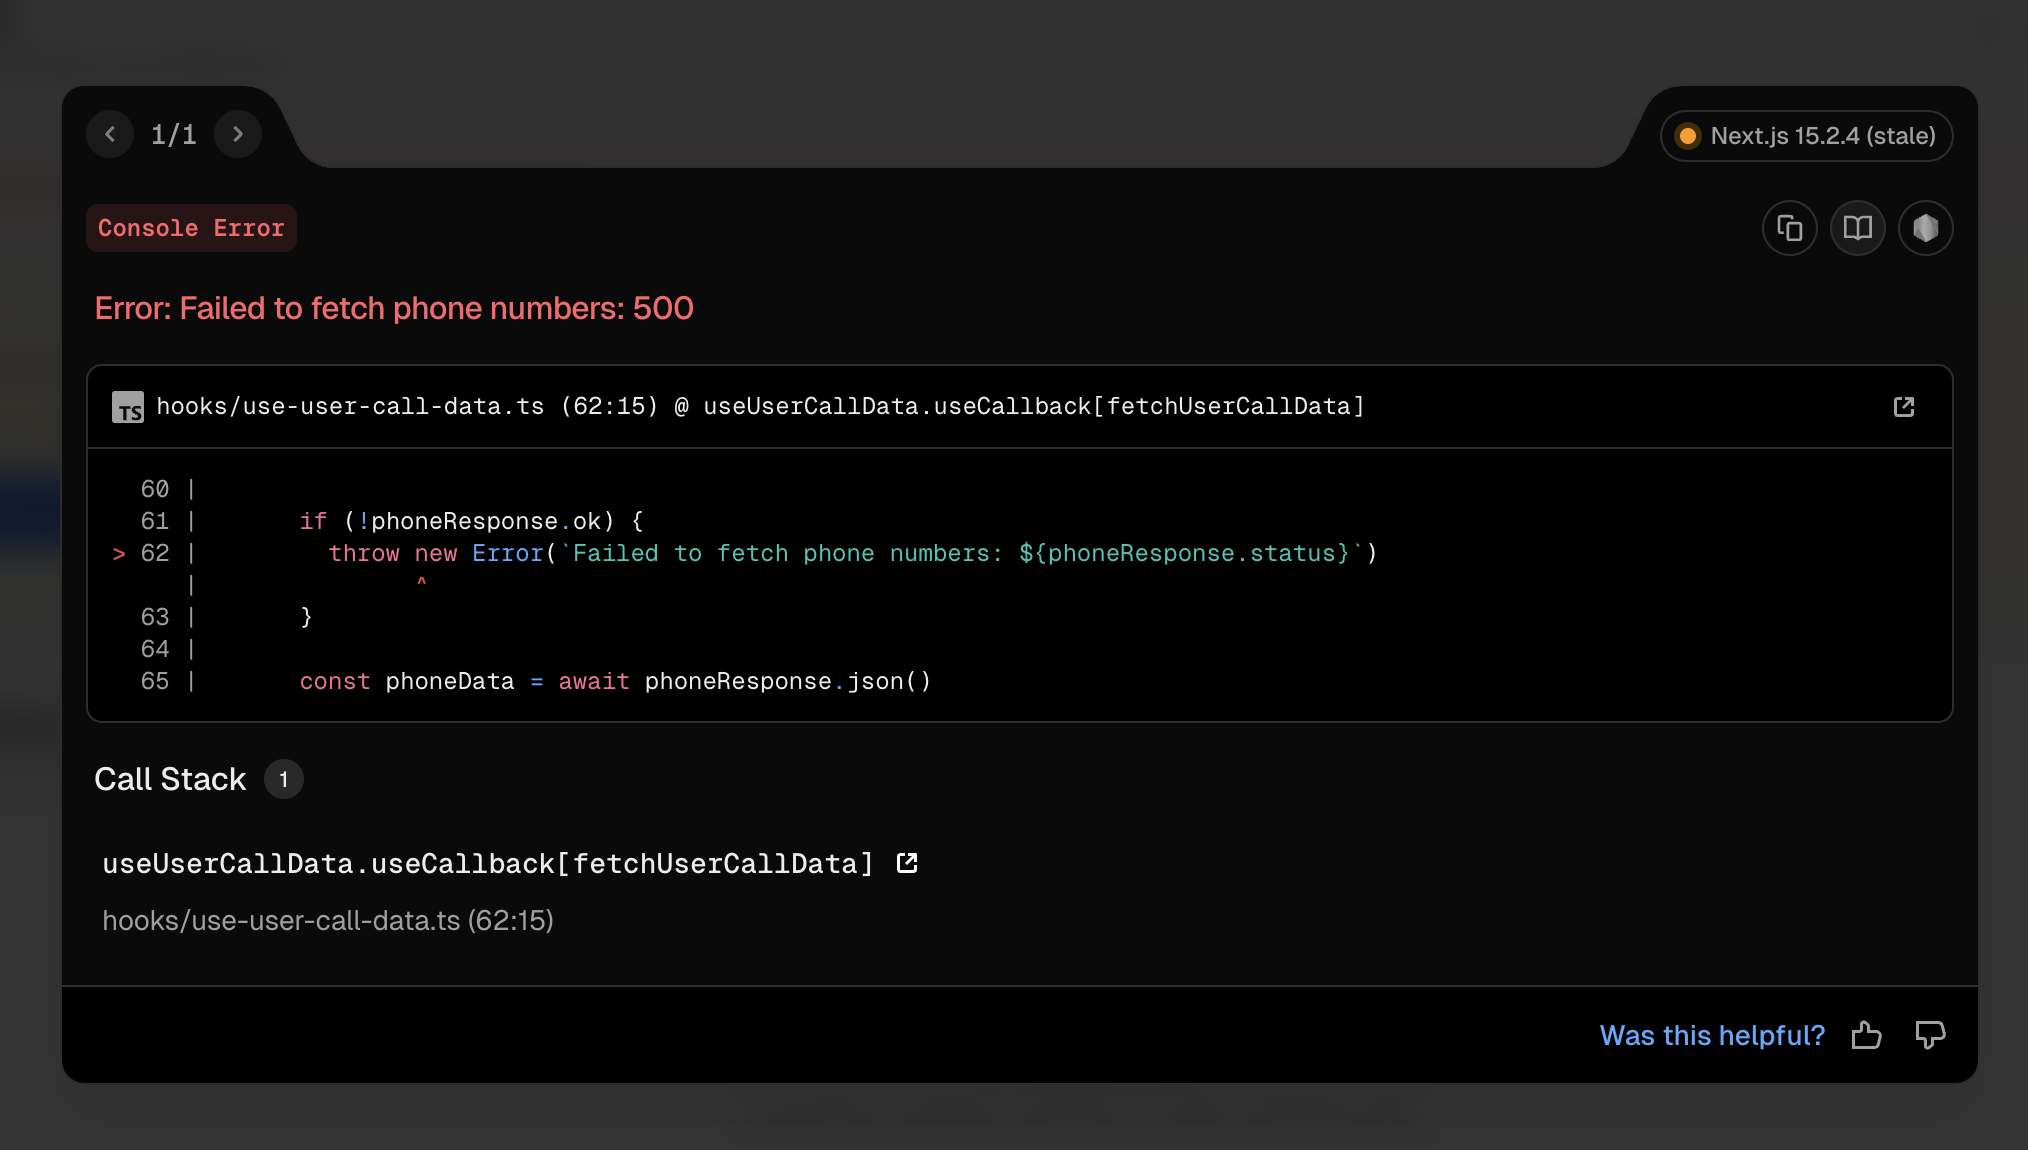 1/1
Next.js 15.2.4 (stale)
Console Error
Error: Failed to fetch phone numbers: 500
TS hooks/use-user-call-data.ts (62:15) @ useUserCallData.useCallback[fetchUserCallData]
60 |
61 |       if (!phoneResponse.ok) {
> 62 |         throw new Error(`Failed to fetch phone numbers: ${phoneResponse.status}`)
|               ^
63 |       }
64 |
65 |       const phoneData = await phoneResponse.json()
Call Stack 1
useUserCallData.useCallback[fetchUserCallData]
hooks/use-user-call-data.ts (62:15)
Was this helpful?